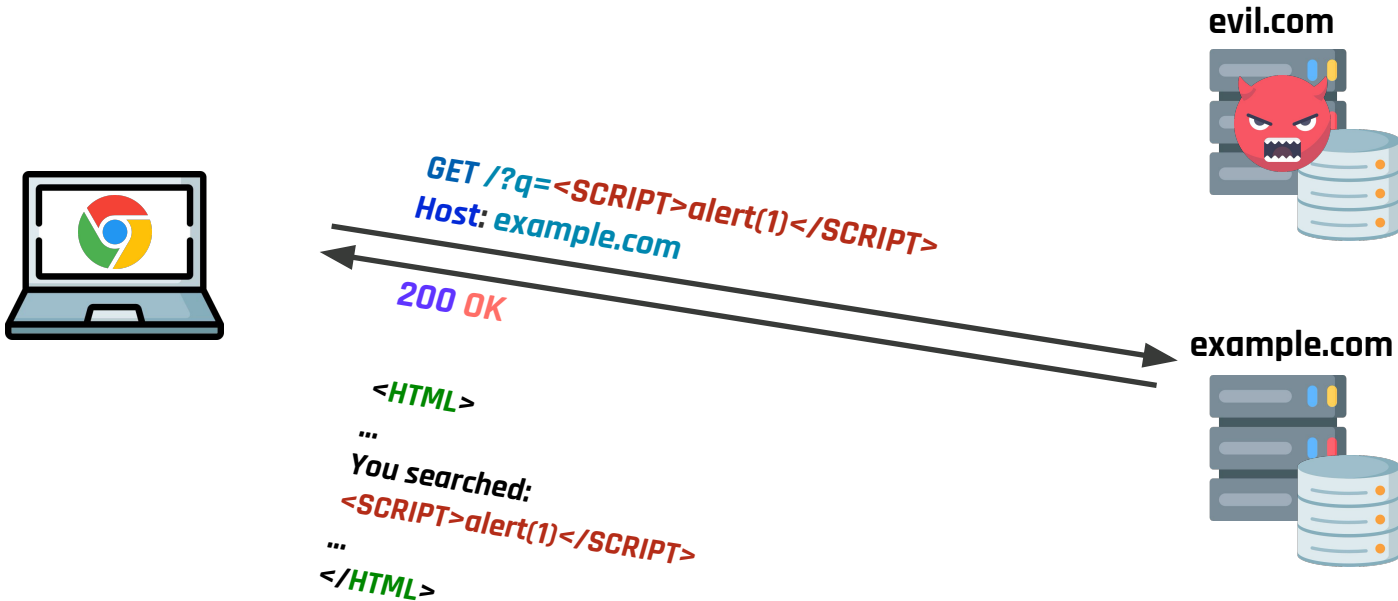 evil.com
GET /?q=<SCRIPT>alert(1)</SCRIPT>
Host: example.com
200 OK
example.com
<HTML>
...
You searched:
<SCRIPT>alert(1)</SCRIPT>
...
</HTML>